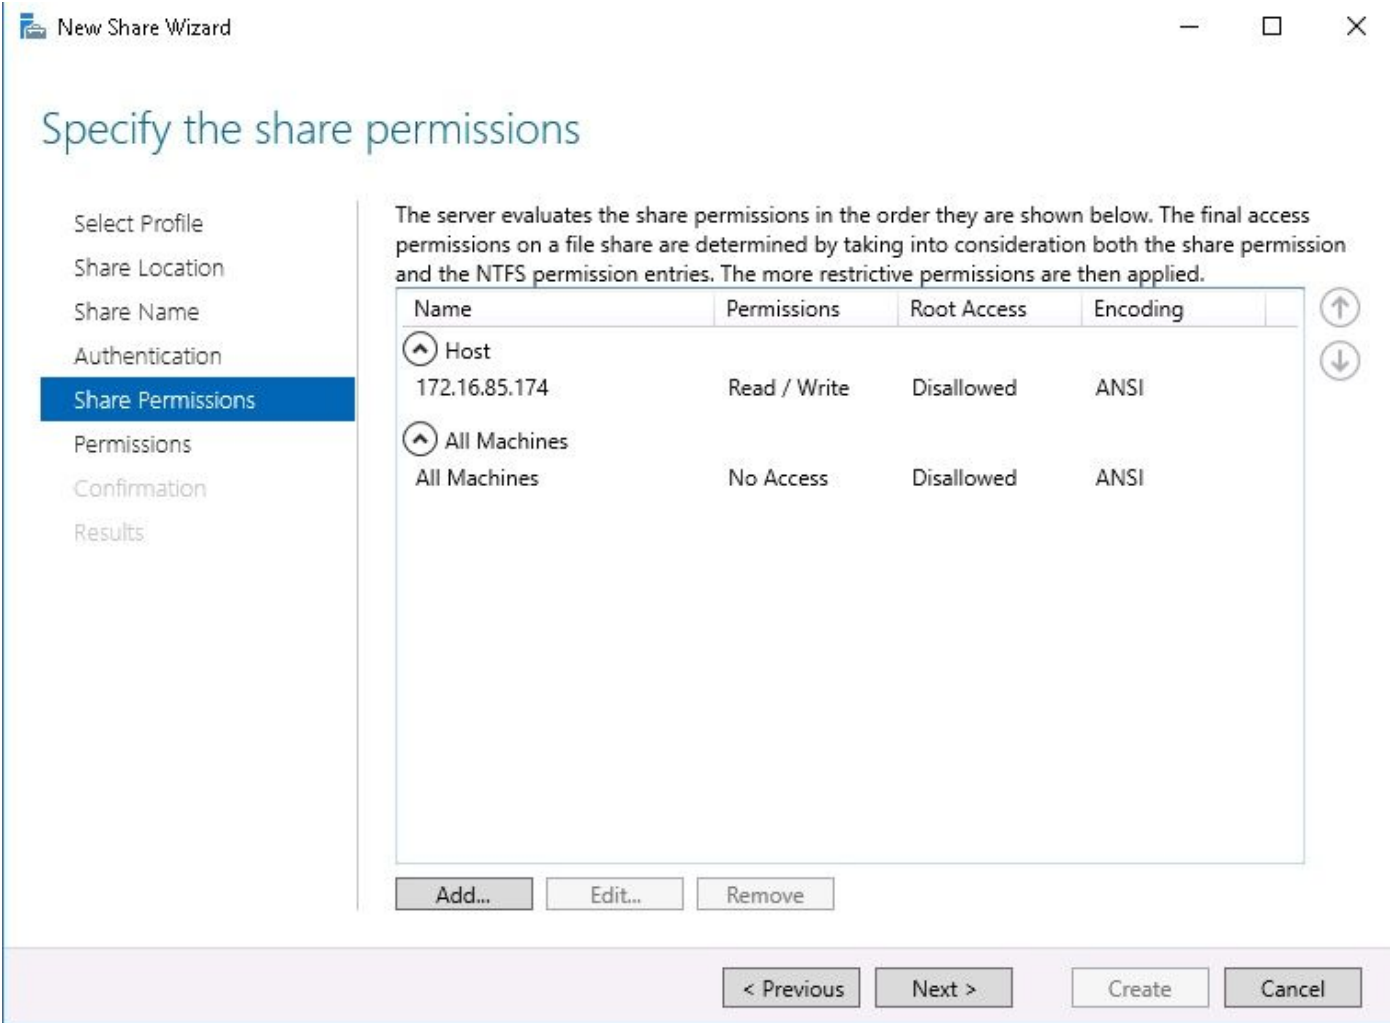 New Share Wizard
Specify the share permissions
Select Profile
Share Location
Share Name
Authentication
Share Permissions
Permissions
Confirmation
Results
The server evaluates the share permissions in the order they are shown below. The final access
permissions on a file share are determined by taking into consideration both the share permission
and the NTFS permission entries. The more restrictive permissions are then applied.
Name Permissions Root Access Encoding
Host
172.16.85.174 Read / Write Disallowed ANSI
All Machines
All Machines No Access Disallowed ANSI
Add... Edit... Remove
< Previous Next > Create Cancel